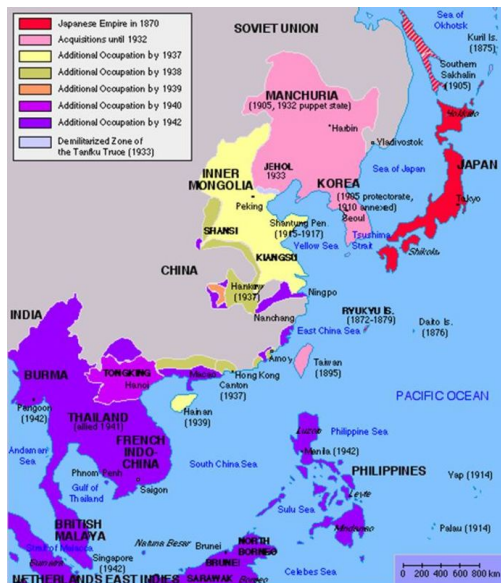 Japanese Empire in 1870
Acquisitions until 1932
Additional Occupation by 1937
Additional Occupation by 1938
Additional Occupation by 1939
Additional Occupation by 1940
Additional Occupation by 1942
Demilitarized Zone of
the Tanku Truce (1933)
SOVIET UNION
Sea of
Okhotsk
Kuril Is.
(1875)
Southern
Sakhalin
(1905)
MANCHURIA
(1905, 1932 puppet state)
Harbin
Hokkaido
Vladivostok
JEHOL
1933
Sea of Japan
JAPAN
INNER
MONGOLIA
KOREA
(1905 protectorate,
1910 annexed)
Peking
Seoul
Tokyo
Shantung Pen.
(1915-1917)
Tsushima
Strait
SHANSI
Yellow Sea
Shikoku
KIANGSU
CHINA
Hankow
(1937)
Ningpo
Nanchang
RYUKYU IS.
(1872-1879)
Daito Is.
(1876)
INDIA
East China Sea
Amoy
Taiwan
(1895)
BURMA
TONGKING
Hanoi
Macao
Hong Kong
Canton
(1937)
PACIFIC OCEAN
Rangoon
(1942)
THAILAND
(allied 1941)
Hainan
(1939)
FRENCH
INDO-
CHINA
Luzon
Philippine Sea
Andaman
Sea
Manila (1942)
South China Sea
Phnom Penh
PHILIPPINES
Yap (1914)
Gulf of
Thailand
Saigon
Leyte
Sulu Sea
BRITISH
MALAYA
Mindanao
Palau (1914)
Natuna Besar
Strait of Malacca
NORTH
BORNEO
Brunei
Singapore
(1942)
BRUNEI
Sumatra
Celebes Sea
NETHERLANDS EAST INDIES
SARAWAK
Borneo
0 200 400 600 800 km